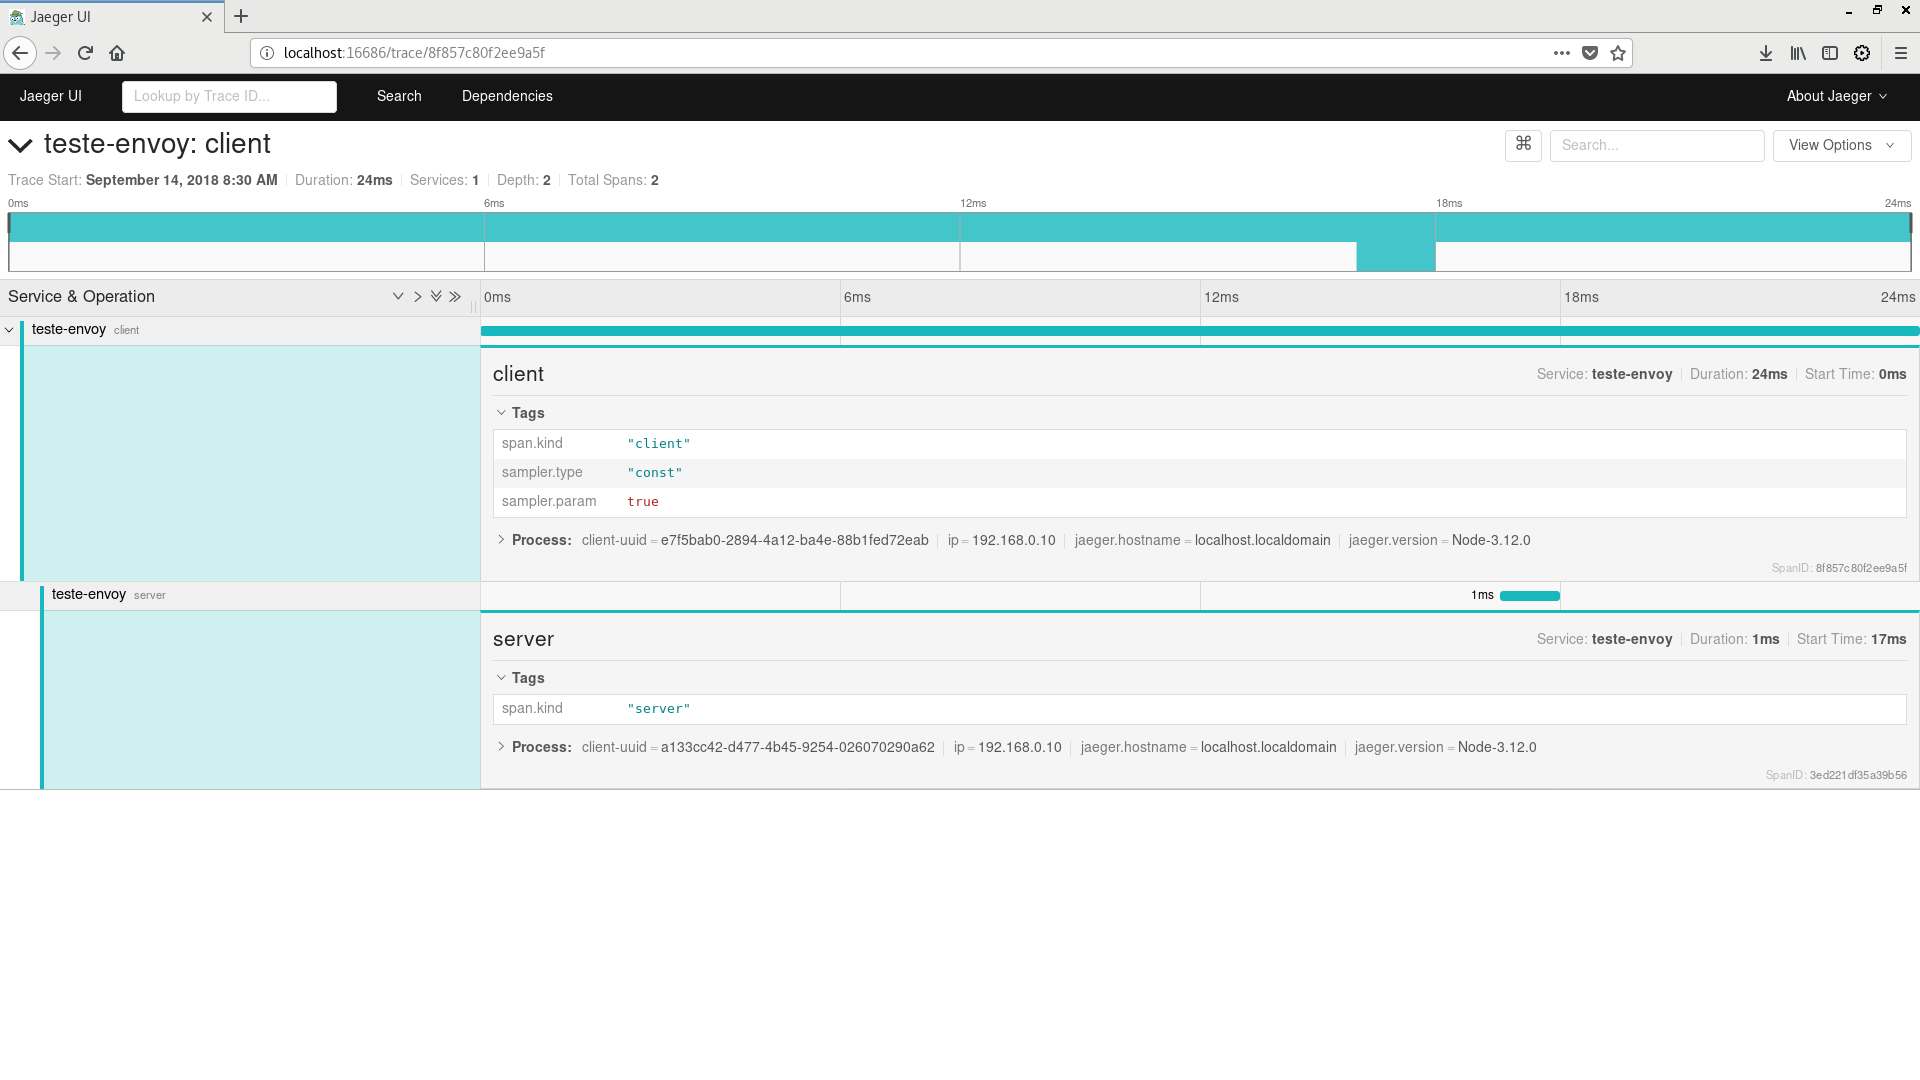 Jaeger UI
localhost:16686/trace/8f857c80f2ee9a5f
Jaeger UI Lookup by Trace ID... Search Dependencies About Jaeger
teste-envoy: client Search... View Options
Trace Start: September 14, 2018 8:30 AM Duration: 24ms Services: 1 Depth: 2 Total Spans: 2
0ms 6ms 12ms 18ms 24ms
Service & Operation 0ms 6ms 12ms 18ms 24ms
teste-envoy client
client Service: teste-envoy Duration: 24ms Start Time: 0ms
Tags
span.kind "client"
sampler.type "const"
sampler.param true
Process: client-uuid = e7f5bab0-2894-4a12-ba4e-88b1fed72eab ip = 192.168.0.10 jaeger.hostname = localhost.localdomain jaeger.version = Node-3.12.0
SpanID: 8f857c80f2ee9a5f
teste-envoy server 1ms
server Service: teste-envoy Duration: 1ms Start Time: 17ms
Tags
span.kind "server"
Process: client-uuid = a133cc42-d477-4b45-9254-026070290a62 ip = 192.168.0.10 jaeger.hostname = localhost.localdomain jaeger.version = Node-3.12.0
SpanID: 3ed221df35a39b56